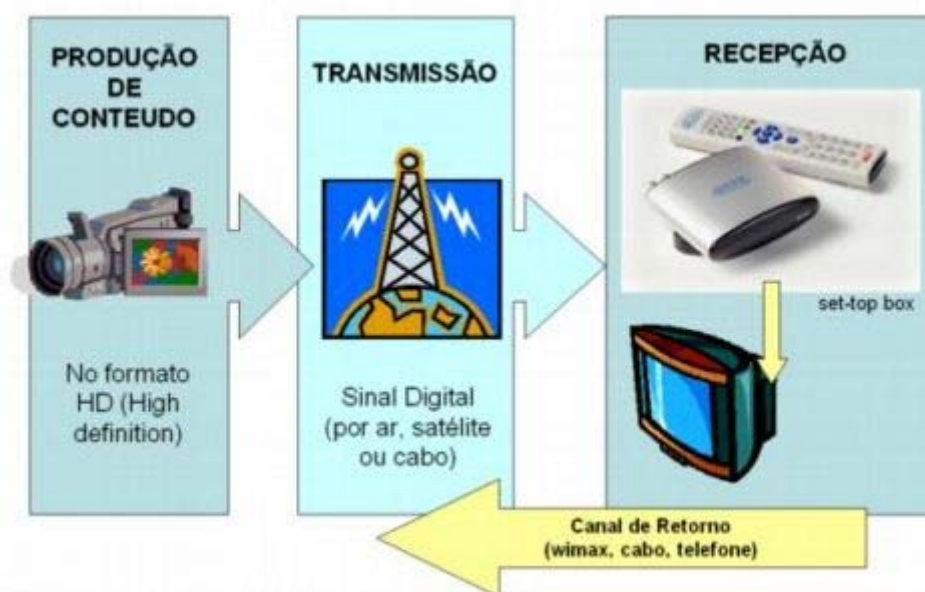 PRODUÇÃO
DE
CONTEUDO
No formato
HD (High
definition)
TRANSMISSÃO
Sinal Digital
(por ar, satélite
ou cabo)
RECEPÇÃO
set-top box
Canal de Retorno
(wimax, cabo, telefone)